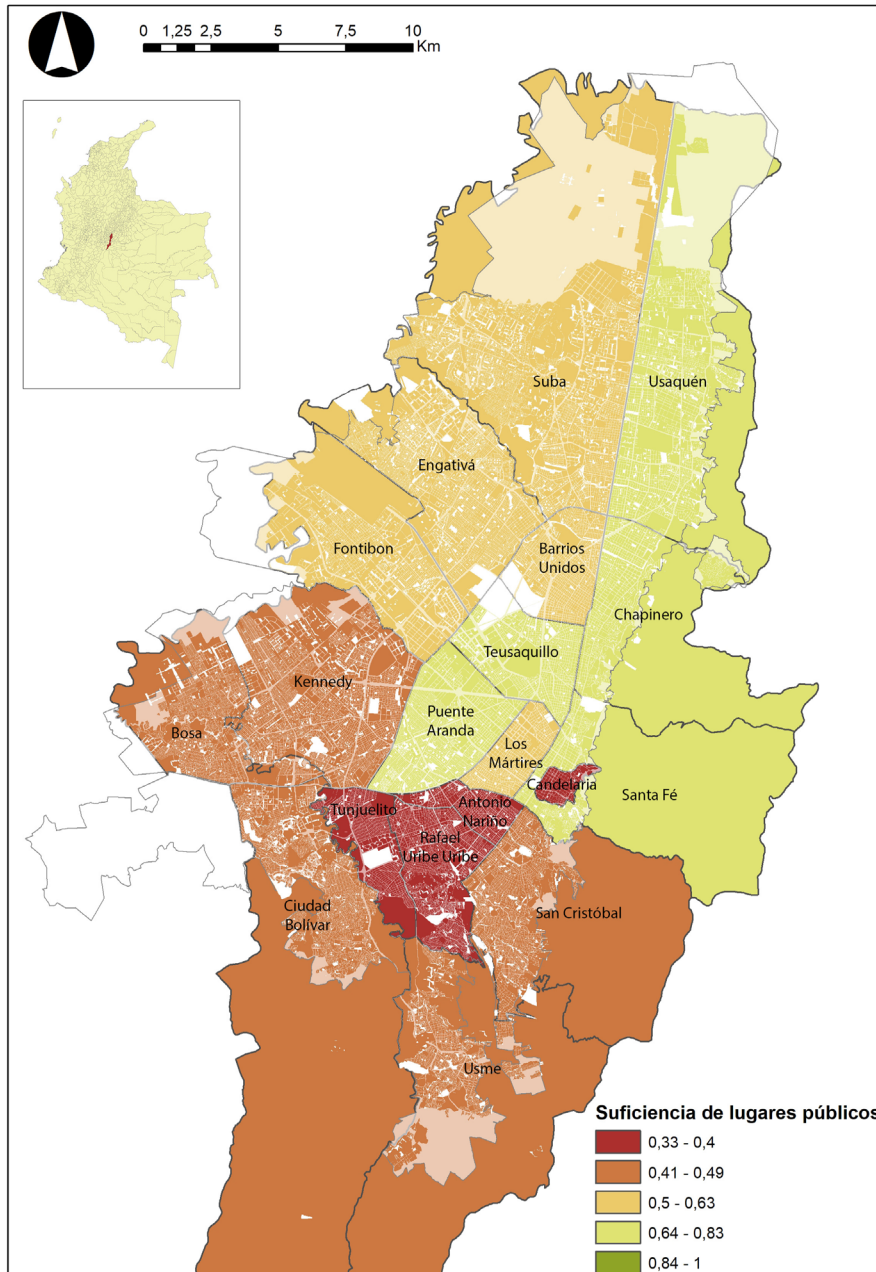 0 1,25 2,5 5 7,5 10
Km
Suba
Usaquén
Engativá
Fontibon
Barrios
Unidos
Chapinero
Teusaquillo
Kennedy
Puente
Aranda
Bosa
Los
Mártires
Candelaria
Santa Fé
Tunjuelito
Antonio
Nariño
Rafael
Uribe Uribe
Ciudad
Bolívar
San Cristóbal
Usme
Suficiencia de lugares públicos
0,33 - 0,4
0,41 - 0,49
0,5 - 0,63
0,64 - 0,83
0,84 - 1